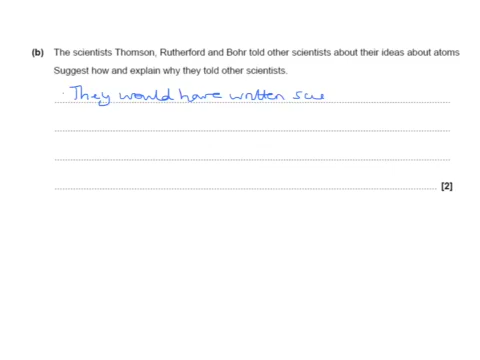 (b) The scientists Thomson, Rutherford and Bohr told other scientists about their ideas about atoms
Suggest how and explain why they told other scientists.
They would have written scie
[2]